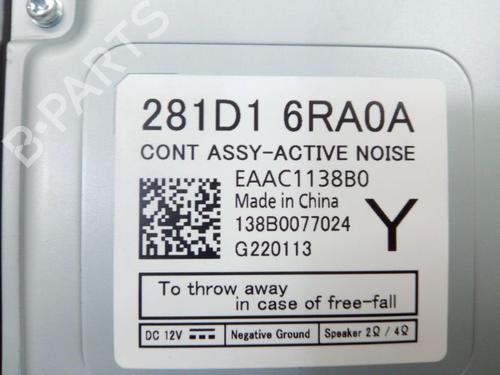 B-PARTS
281D1 6RA0A
CONT ASSY-ACTIVE NOISE
EAAC1138B0
Made in China
138B0077024
G220113
Y
To throw away
in case of free-fall
DC 12V
Negative Ground
Speaker 2Ω / 4Ω